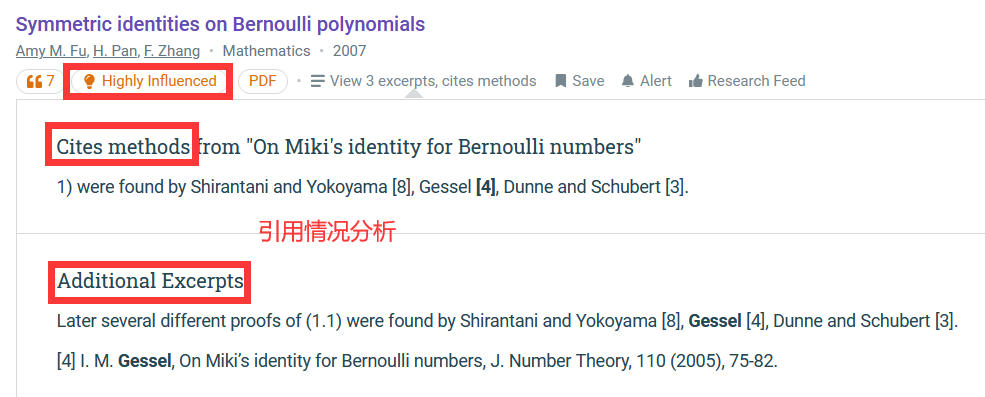 Symmetric identities on Bernoulli polynomials
Amy M. Fu, H. Pan, F. Zhang • Mathematics • 2007
7 Highly Influenced PDF • View 3 excerpts, cites methods Save Alert Research Feed
Cites methods from "On Miki's identity for Bernoulli numbers"
1) were found by Shirantani and Yokoyama [8], Gessel [4], Dunne and Schubert [3].
引用情况分析
Additional Excerpts
Later several different proofs of (1.1) were found by Shirantani and Yokoyama [8], Gessel [4], Dunne and Schubert [3].
[4] I. M. Gessel, On Miki’s identity for Bernoulli numbers, J. Number Theory, 110 (2005), 75-82.